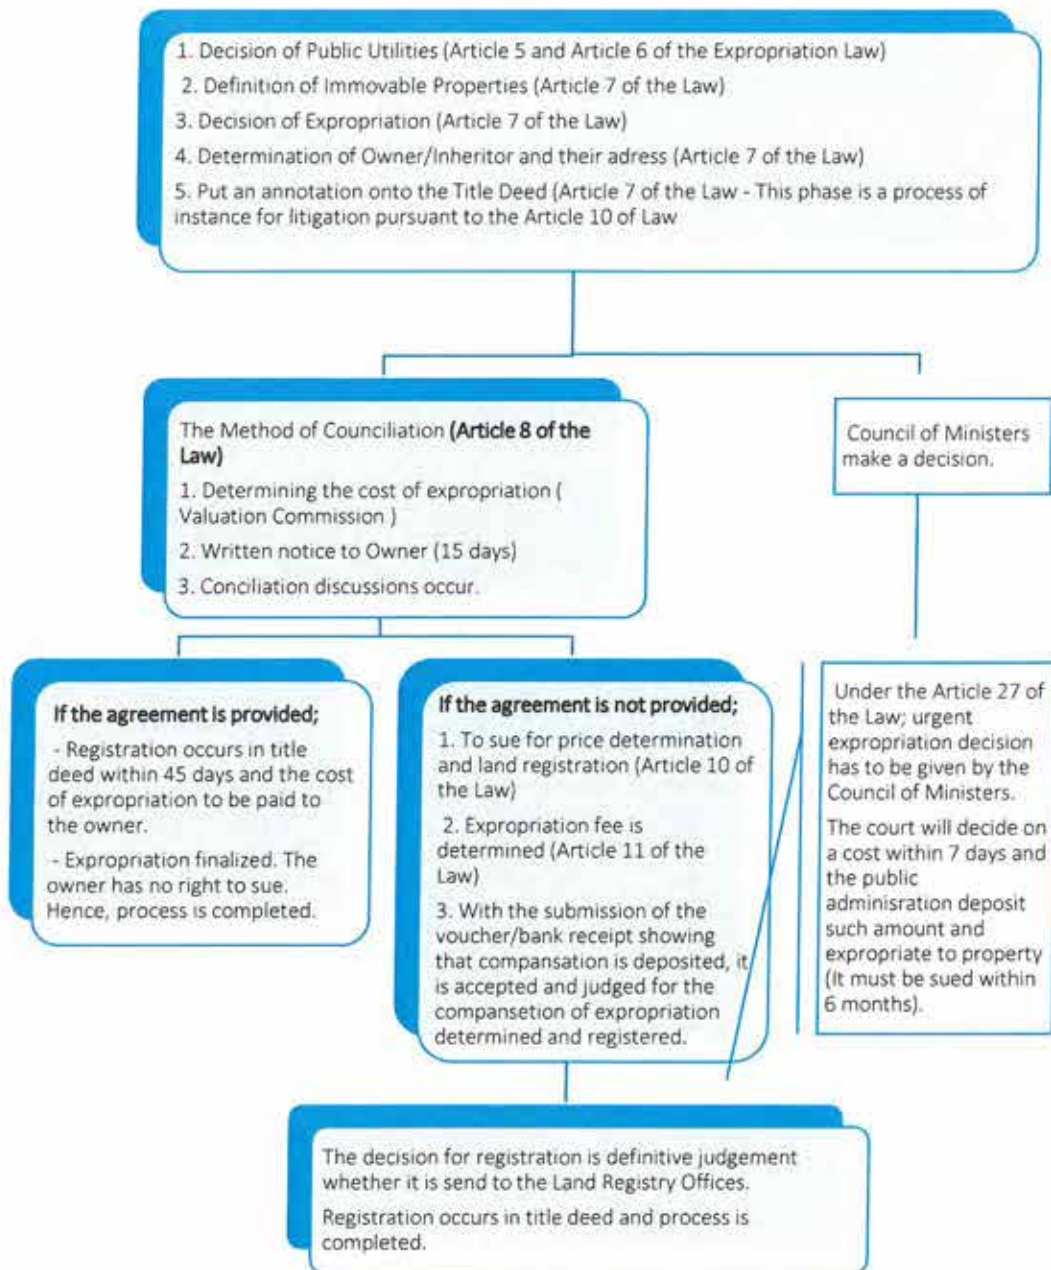 1. Decision of Public Utilities (Article 5 and Article 6 of the Expropriation Law)
2. Definition of Immovable Properties (Article 7 of the Law)
3. Decision of Expropriation (Article 7 of the Law)
4. Determination of Owner/Inheritor and their adress (Article 7 of the Law)
5. Put an annotation onto the Title Deed (Article 7 of the Law - This phase is a process of
instance for litigation pursuant to the Article 10 of Law
The Method of Counciliation (Article 8 of the
Law)
1. Determining the cost of expropriation (
Valuation Commission )
2. Written notice to Owner (15 days)
3. Conciliation discussions occur.
Council of Ministers
make a decision.
If the agreement is provided;
- Registration occurs in title
deed within 45 days and the cost
of expropriation to be paid to
the owner.
- Expropriation finalized. The
owner has no right to sue.
Hence, process is completed.
If the agreement is not provided;
1. To sue for price determination
and land registration (Article 10 of
the Law)
2. Expropriation fee is
determined (Article 11 of the
Law)
3. With the submission of the
voucher/bank receipt showing
that compansation is deposited, it
is accepted and judged for the
compansetion of expropriation
determined and registered.
Under the Article 27 of
the Law; urgent
expropriation decision
has to be given by the
Council of Ministers.
The court will decide on
a cost within 7 days and
the public
adminisration deposit
such amount and
expropriate to property
(It must be sued within
6 months).
The decision for registration is definitive judgement
whether it is send to the Land Registry Offices.
Registration occurs in title deed and process is
completed.